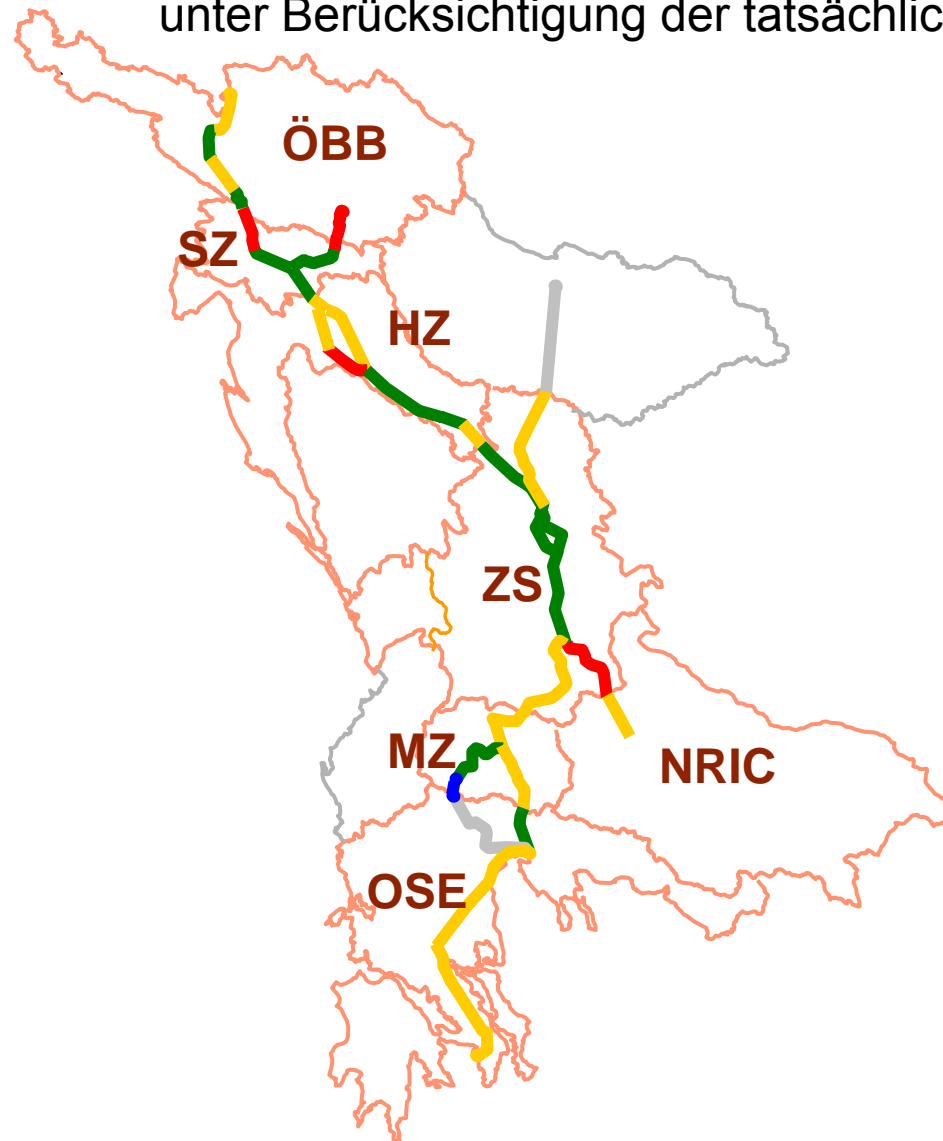 unter Berücksichtigung der tatsächlic
ÖBB
SZ
HZ
ZS
MZ
NRIC
OSE